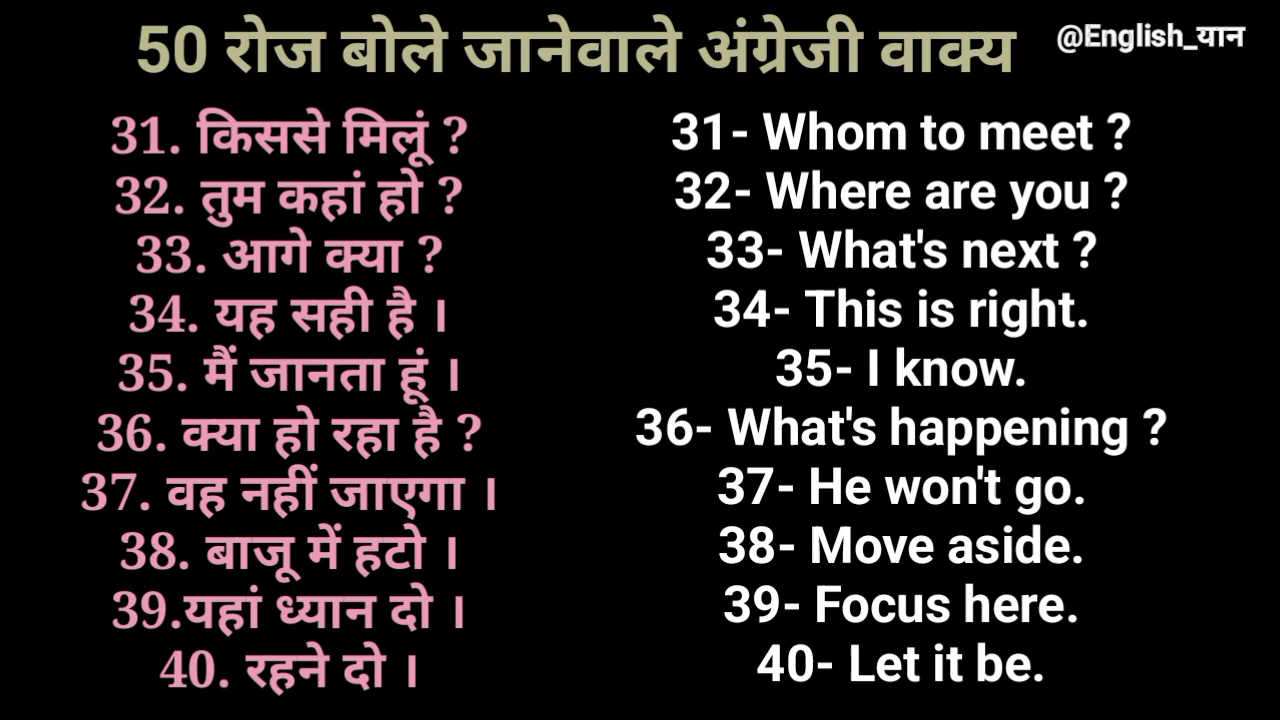 50 रोज बोले जानेवाले अंग्रेजी वाक्य
@English_यान
31. किससे मिलूं ?
32. तुम कहां हो ?
33. आगे क्या ?
34. यह सही है ।
35. मैं जानता हूं ।
36. क्या हो रहा है ?
37. वह नहीं जाएगा ।
38. बाजू में हटो ।
39.यहां ध्यान दो ।
40. रहने दो ।
31- Whom to meet ?
32- Where are you ?
33- What's next ?
34- This is right.
35- I know.
36- What's happening ?
37- He won't go.
38- Move aside.
39- Focus here.
40- Let it be.